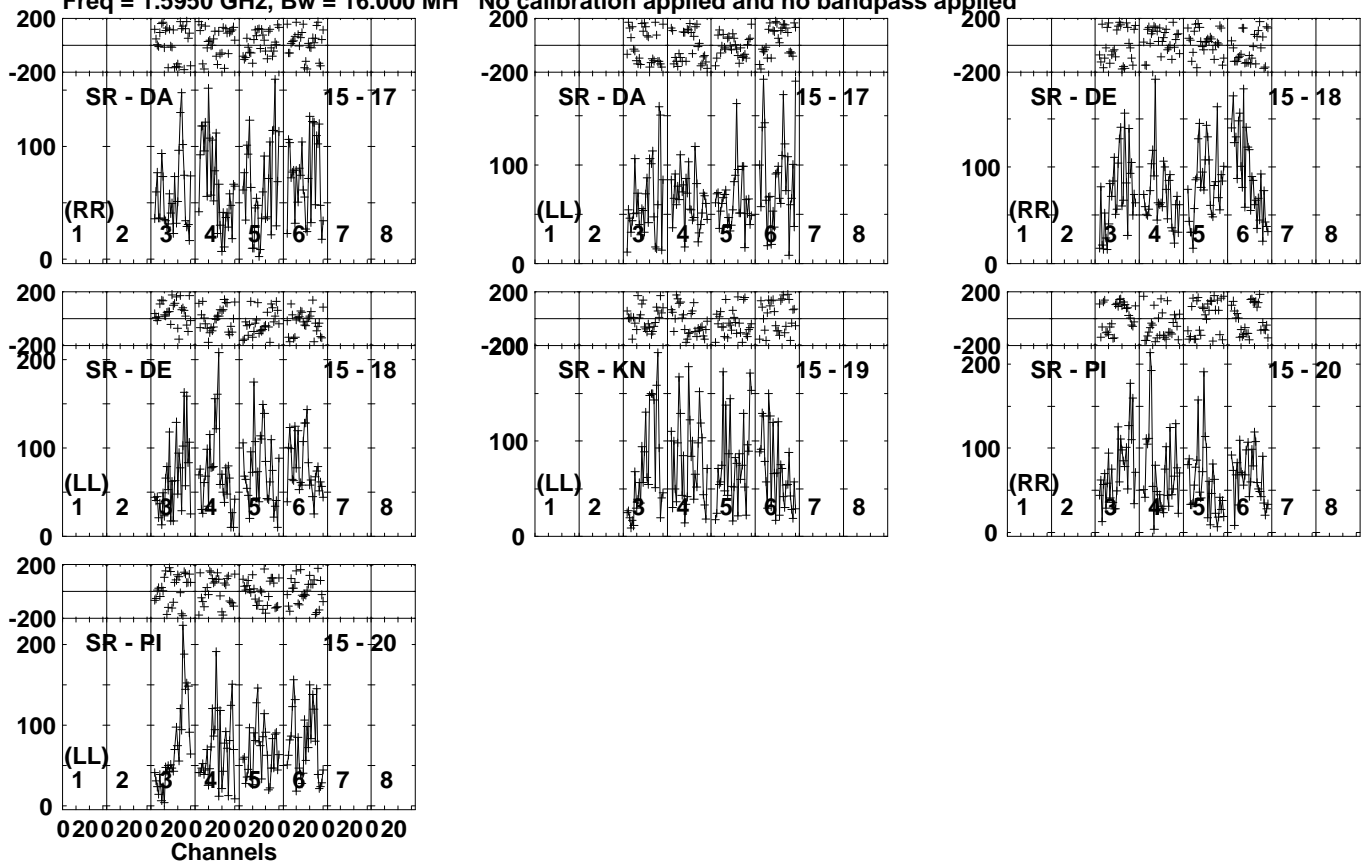 Freq = 1.5950 GHz, Bw = 16.000 MH No calibration applied and no bandpass applied
200 200 200
-200 -200 -200
SR - DA 15 - 17 SR - DA 15 - 17 SR - DE 15 - 18
100 100 100
(RR) (LL) (RR)
1 2 3 4 5 6 7 8 1 2 3 4 5 6 7 8 1 2 3 4 5 6 7 8
0 0 0
200 200 200
-200 -200 -200
200 200 200
SR - DE 15 - 18 SR - KN 15 - 19 SR - PI 15 - 20
100 100 100
(LL) (LL) (RR)
1 2 3 4 5 6 7 8 1 2 3 4 5 6 7 8 1 2 3 4 5 6 7 8
0 0 0
200
-200
SR - PI 15 - 20
200
100
(LL)
1 2 3 4 5 6 7 8
0
0 20 0 20 0 20 0 20 0 20 0 20 0 20 0 20
Channels